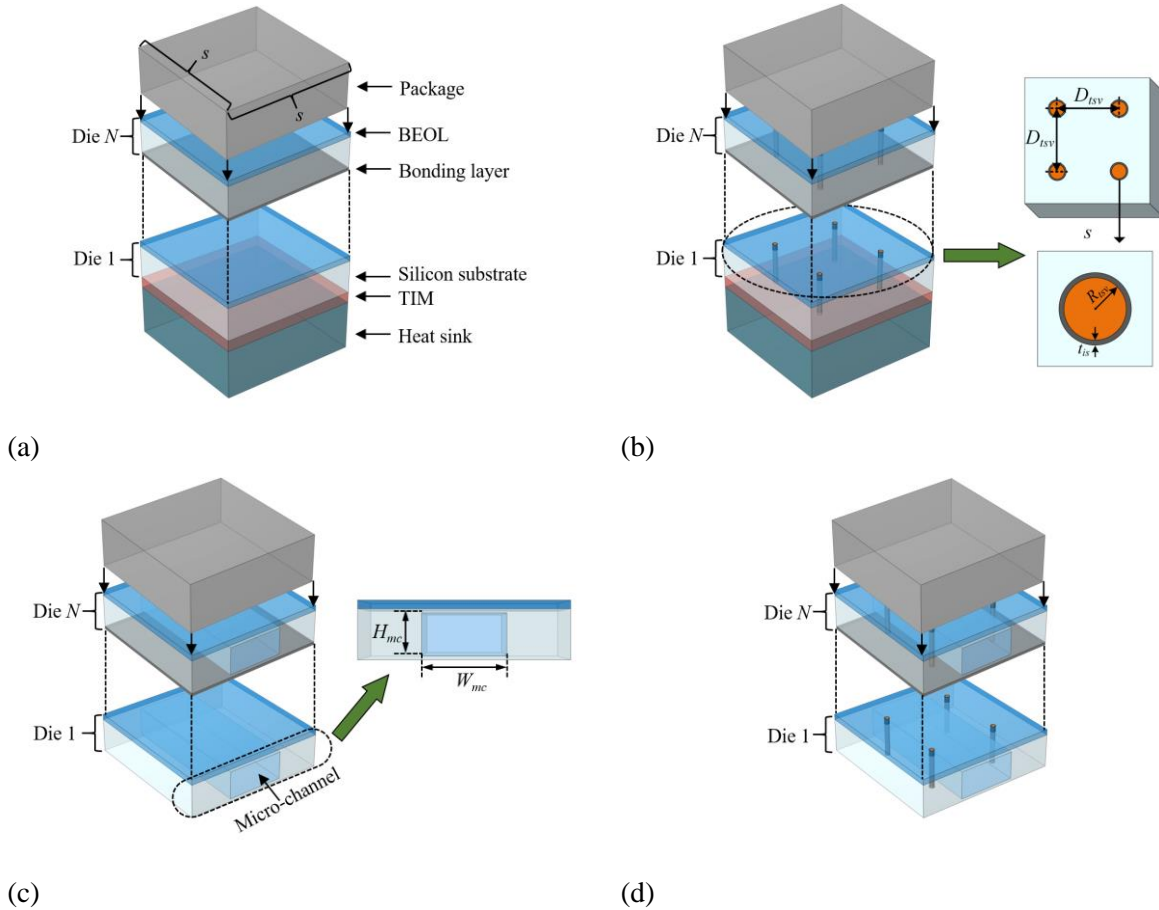 s
s
Package
Die N
BEOL
Bonding layer
Die 1
Silicon substrate
TIM
Heat sink
(a)
Die N
Die 1
D_tsv
D_tsv
s
R_tsv
t_is
(b)
Die N
Die 1
H_mc
W_mc
Micro-channel
(c)
Die N
Die 1
(d)